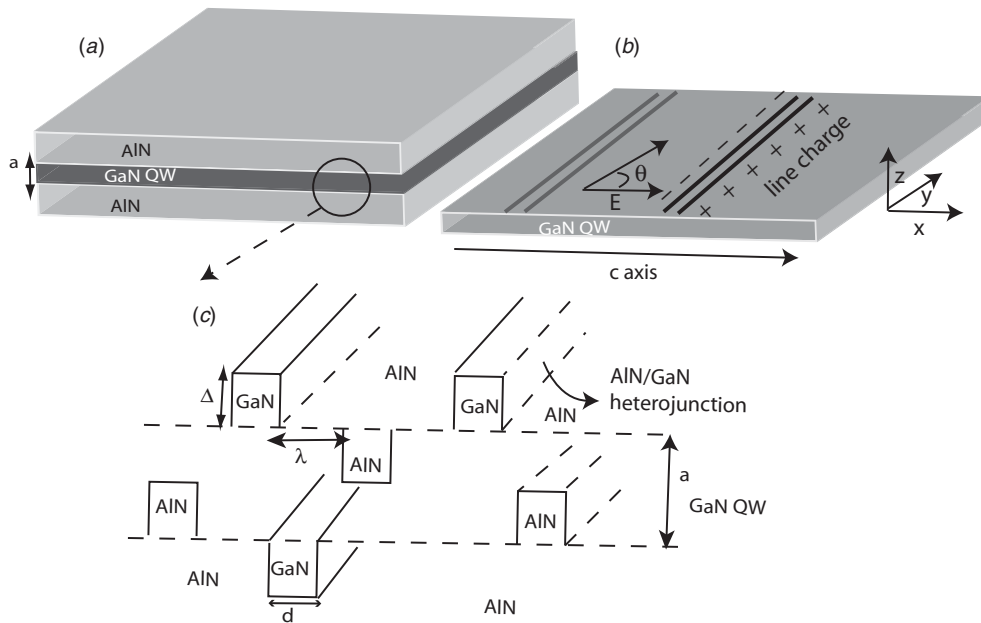 (a)
AlN
GaN QW
AlN
a
(b)
θ
E
line charge
GaN QW
c axis
z
y
x
(c)
Δ
GaN
AlN
GaN
AlN/GaN
heterojunction
AlN
λ
AlN
a
GaN QW
AlN
AlN
GaN
AlN
AlN
d